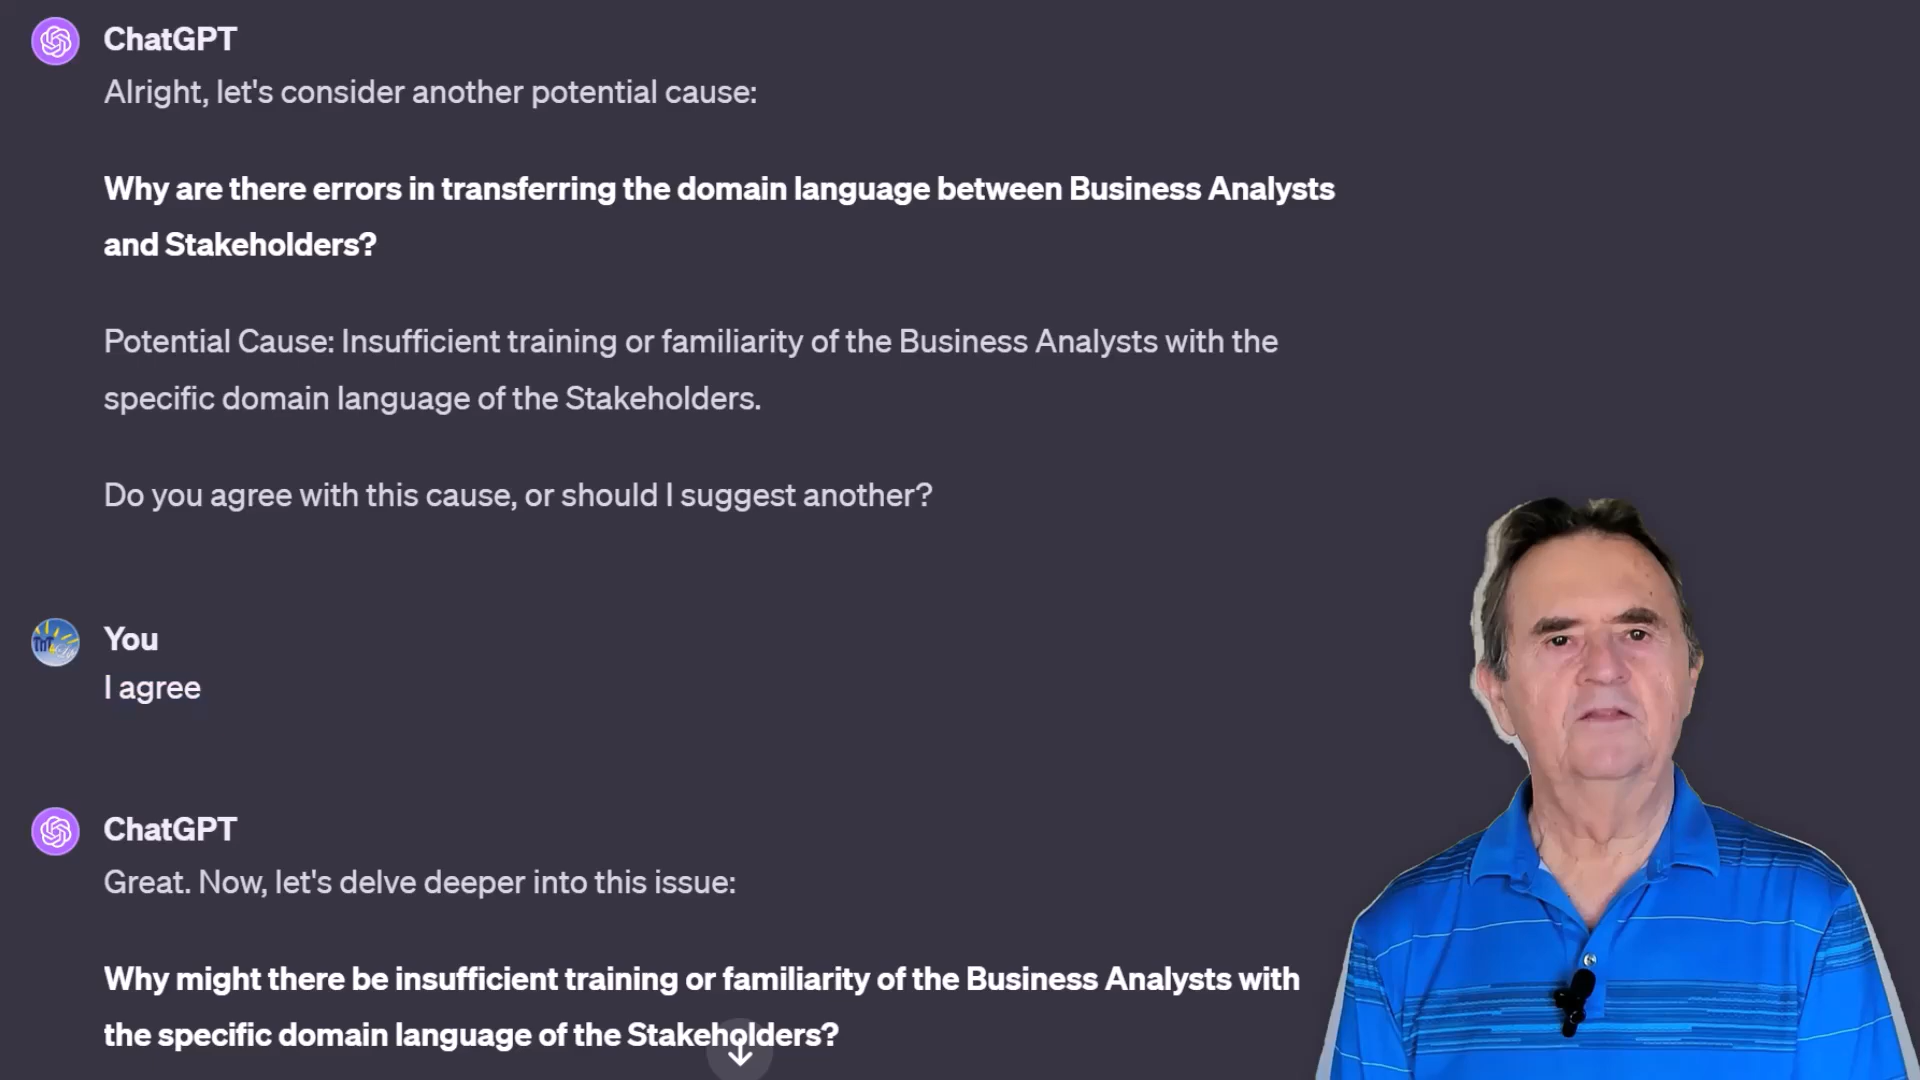 ChatGPT
Alright, let's consider another potential cause:
Why are there errors in transferring the domain language between Business Analysts
and Stakeholders?
Potential Cause: Insufficient training or familiarity of the Business Analysts with the
specific domain language of the Stakeholders.
Do you agree with this cause, or should I suggest another?
You
I agree
ChatGPT
Great. Now, let's delve deeper into this issue:
Why might there be insufficient training or familiarity of the Business Analysts with
the specific domain language of the Stakeholders?